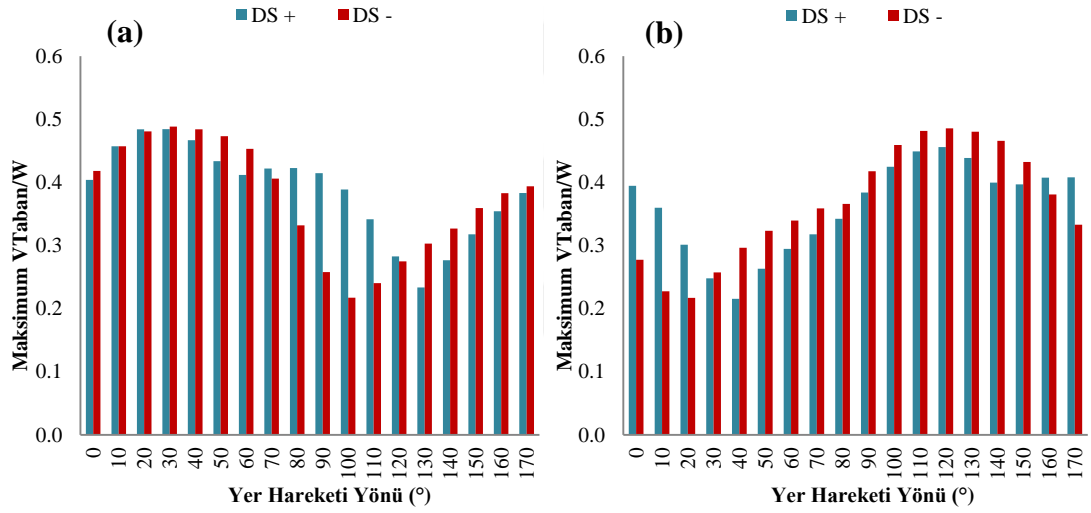 DS + DS -
(a)
Maksimum VTaban/W
0.6
0.5
0.4
0.3
0.2
0.1
0.0
0 10 20 30 40 50 60 70 80 90 100 110 120 130 140 150 160 170
Yer Hareketi Yönü (°)
DS + DS -
(b)
Maksimum VTaban/W
0.6
0.5
0.4
0.3
0.2
0.1
0.0
0 10 20 30 40 50 60 70 80 90 100 110 120 130 140 150 160 170
Yer Hareketi Yönü (°)